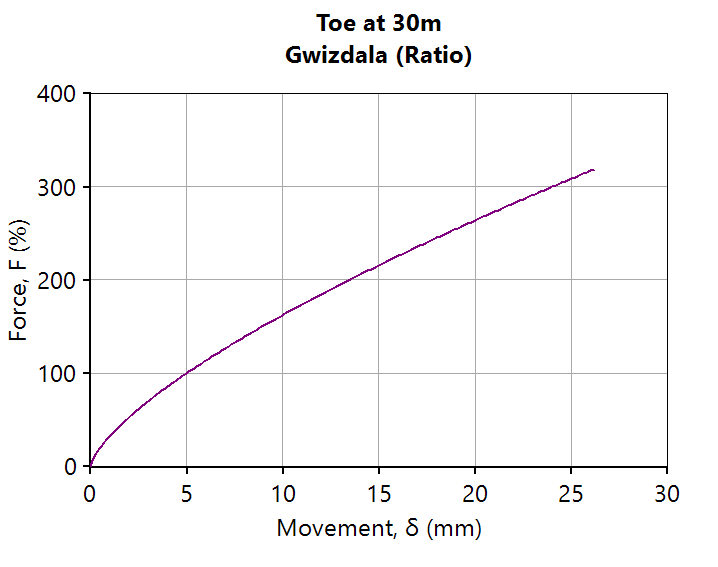 Toe at 30m
Gwizdala (Ratio)
400
300
200
100
0
Force, F (%)
0 5 10 15 20 25 30
Movement, δ (mm)